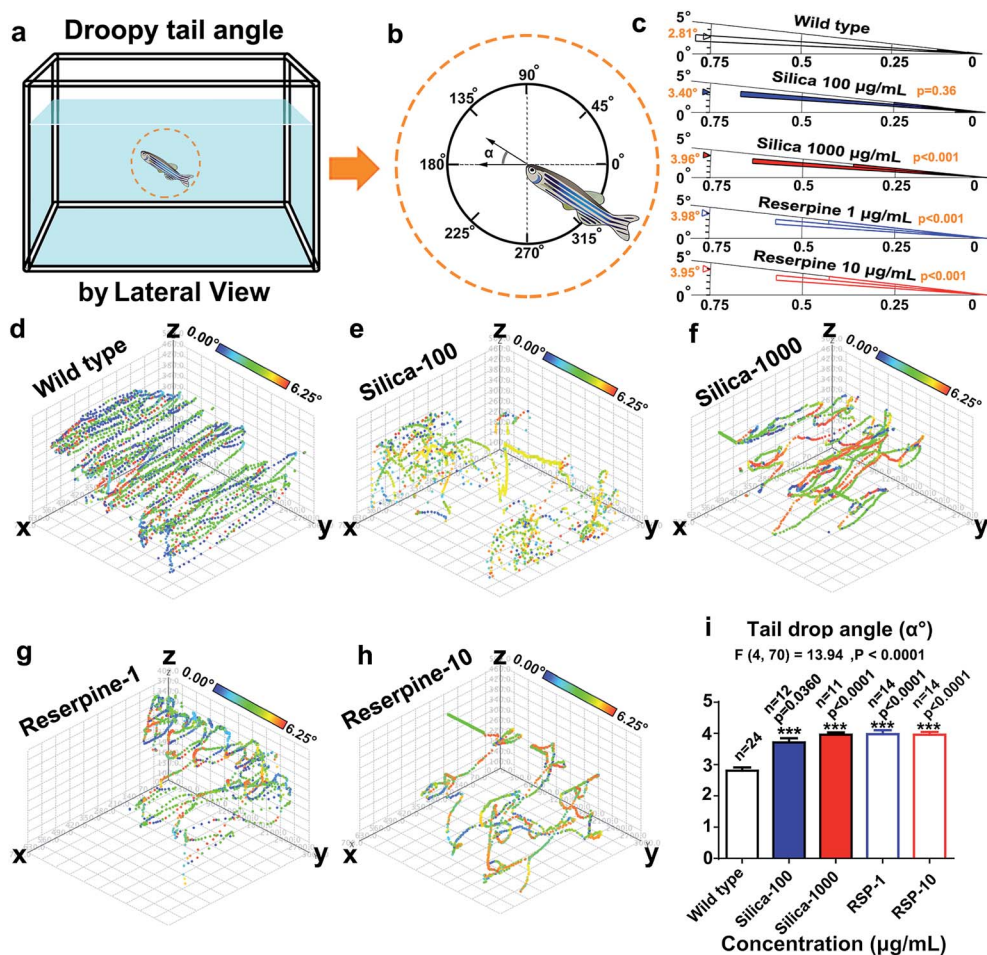 a
Droopy tail angle
by Lateral View
b
90°
135°
45°
180°
α
0°
225°
315°
270°
c
5°
Wild type
2.81°
0°
0.75
0.5
0.25
0
5°
Silica 100 µg/mL
p=0.36
3.40°
0°
0.75
0.5
0.25
0
5°
Silica 1000 µg/mL
p<0.001
3.96°
0°
0.75
0.5
0.25
0
5°
Reserpine 1 µg/mL
p<0.001
3.98°
0°
0.75
0.5
0.25
0
5°
Reserpine 10 µg/mL
p<0.001
3.95°
0°
0.75
0.5
0.25
0
d
Wild type
z
0.00°
6.25°
x
y
e
Silica-100
z
0.00°
6.25°
x
y
f
Silica-1000
z
0.00°
6.25°
x
y
g
Reserpine-1
z
0.00°
6.25°
x
y
h
Reserpine-10
z
0.00°
6.25°
x
y
i
Tail drop angle (α°)
F (4, 70) = 13.94 ,P < 0.0001
n=24
n=12
p=0.0360
***
n=11
p<0.0001
***
n=14
p<0.0001
***
n=14
p<0.0001
***
5
4
3
2
1
0
Wild type
Silica-100
Silica-1000
RSP-1
RSP-10
Concentration (µg/mL)